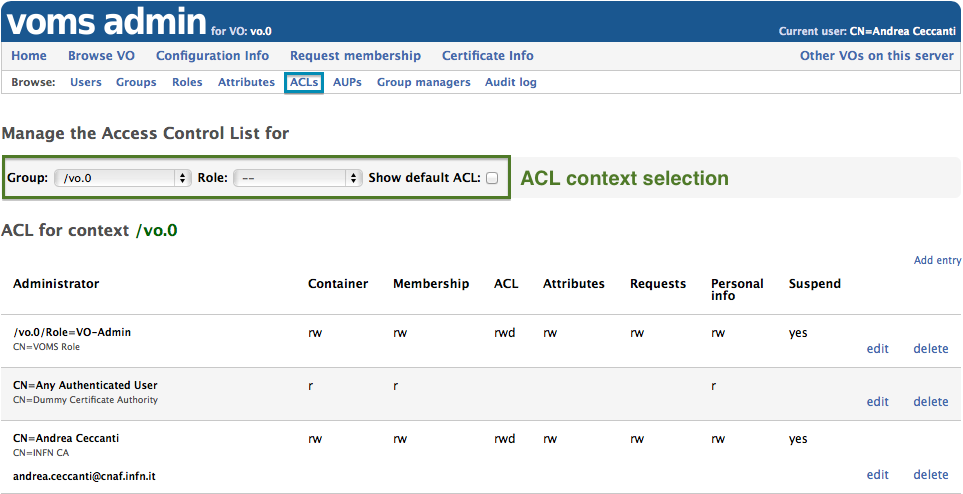 voms admin for VO: vo.0 Current user: CN=Andrea Ceccanti
Home Browse VO Configuration Info Request membership Certificate Info Other VOs on this server
Browse: Users Groups Roles Attributes ACLs AUPs Group managers Audit log
Manage the Access Control List for
Group: /vo.0 Role: -- Show default ACL: ACL context selection
ACL for context /vo.0
Add entry
Administrator Container Membership ACL Attributes Requests Personal info Suspend
/vo.0/Role=VO-Admin rw rw rwd rw rw rw yes
CN=VOMS Role edit delete
CN=Any Authenticated User r r r
CN=Dummy Certificate Authority edit delete
CN=Andrea Ceccanti rw rw rwd rw rw rw yes
CN=INFN CA
andrea.ceccanti@cnaf.infn.it edit delete